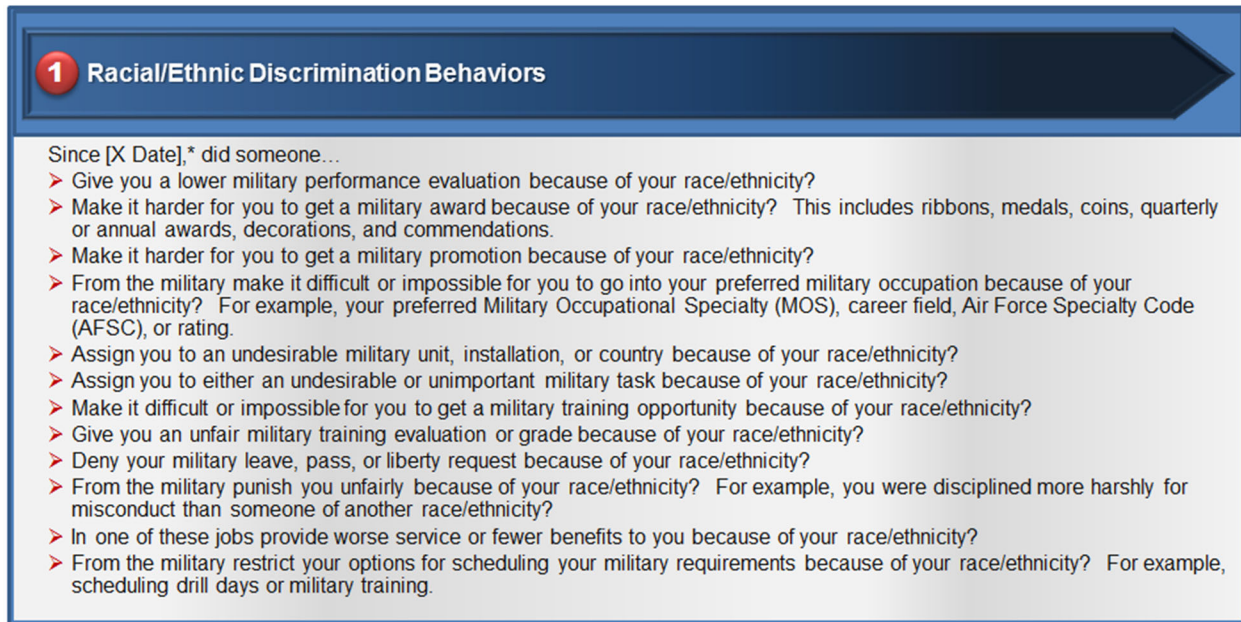 1 Racial/Ethnic Discrimination Behaviors
Since [X Date],* did someone…
➢ Give you a lower military performance evaluation because of your race/ethnicity?
➢ Make it harder for you to get a military award because of your race/ethnicity? This includes ribbons, medals, coins, quarterly
or annual awards, decorations, and commendations.
➢ Make it harder for you to get a military promotion because of your race/ethnicity?
➢ From the military make it difficult or impossible for you to go into your preferred military occupation because of your
race/ethnicity? For example, your preferred Military Occupational Specialty (MOS), career field, Air Force Specialty Code
(AFSC), or rating.
➢ Assign you to an undesirable military unit, installation, or country because of your race/ethnicity?
➢ Assign you to either an undesirable or unimportant military task because of your race/ethnicity?
➢ Make it difficult or impossible for you to get a military training opportunity because of your race/ethnicity?
➢ Give you an unfair military training evaluation or grade because of your race/ethnicity?
➢ Deny your military leave, pass, or liberty request because of your race/ethnicity?
➢ From the military punish you unfairly because of your race/ethnicity? For example, you were disciplined more harshly for
misconduct than someone of another race/ethnicity?
➢ In one of these jobs provide worse service or fewer benefits to you because of your race/ethnicity?
➢ From the military restrict your options for scheduling your military requirements because of your race/ethnicity? For example,
scheduling drill days or military training.